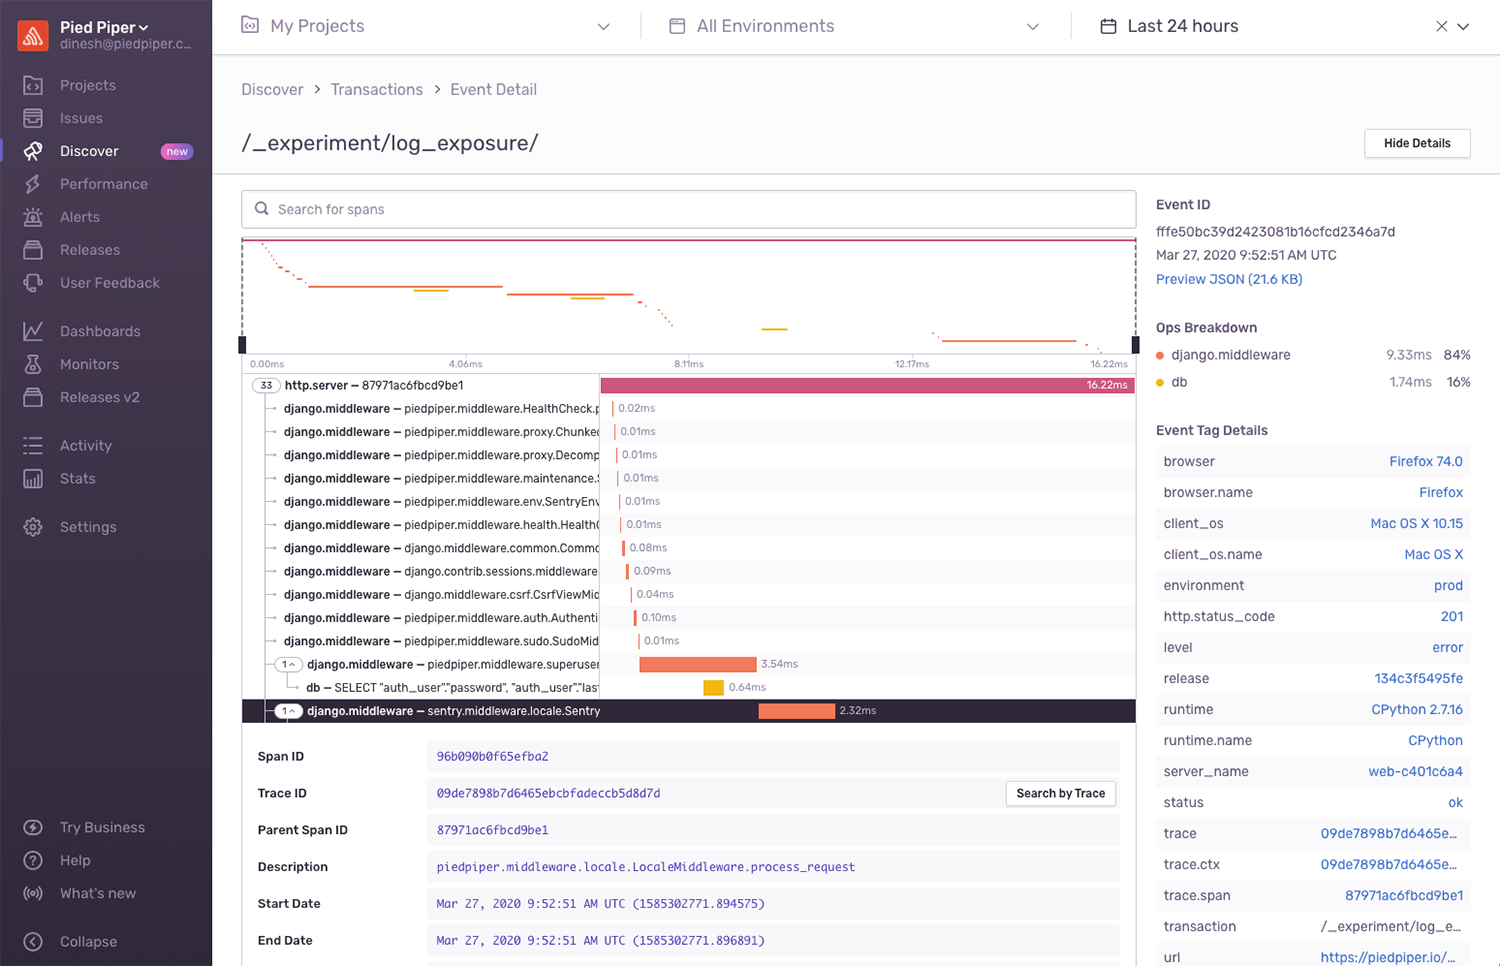 Pied Piper
dinesh@piedpiper.c...
Projects
Issues
Discover new
Performance
Alerts
Releases
User Feedback
Dashboards
Monitors
Releases v2
Activity
Stats
Settings
Try Business
Help
What's new
Collapse
My Projects
All Environments
Last 24 hours
Discover > Transactions > Event Detail
/_experiment/log_exposure/
Hide Details
Search for spans
0.00ms 4.06ms 8.11ms 12.17ms 16.22ms
33 http.server — 87971ac6fbcd9be1 16.22ms
django.middleware — piedpiper.middleware.HealthCheck.p 0.02ms
django.middleware — piedpiper.middleware.proxy.Chunked 0.01ms
django.middleware — piedpiper.middleware.proxy.Decomp 0.01ms
django.middleware — piedpiper.middleware.maintenance.S 0.01ms
django.middleware — piedpiper.middleware.env.SentryEnv 0.01ms
django.middleware — piedpiper.middleware.health.HealthC 0.01ms
django.middleware — django.middleware.common.Commo 0.08ms
django.middleware — django.contrib.sessions.middleware. 0.09ms
django.middleware — django.middleware.csrf.CsrfViewMid 0.04ms
django.middleware — piedpiper.middleware.auth.Authenti 0.10ms
django.middleware — piedpiper.middleware.sudo.SudoMid 0.01ms
1 django.middleware — piedpiper.middleware.superuser 3.54ms
db — SELECT "auth_user"."password", "auth_user"."las 0.64ms
1 django.middleware — sentry.middleware.locale.Sentry 2.32ms
Span ID 96b090b0f65efba2
Trace ID 09de7898b7d6465ebcbfadeccb5d8d7d Search by Trace
Parent Span ID 87971ac6fbcd9be1
Description piedpiper.middleware.locale.LocaleMiddleware.process_request
Start Date Mar 27, 2020 9:52:51 AM UTC (1585302771.894575)
End Date Mar 27, 2020 9:52:51 AM UTC (1585302771.896891)
Event ID
fffe50bc39d2423081b16cfcd2346a7d
Mar 27, 2020 9:52:51 AM UTC
Preview JSON (21.6 KB)
Ops Breakdown
django.middleware 9.33ms 84%
db 1.74ms 16%
Event Tag Details
browser Firefox 74.0
browser.name Firefox
client_os Mac OS X 10.15
client_os.name Mac OS X
environment prod
http.status_code 201
level error
release 134c3f5495fe
runtime CPython 2.7.16
runtime.name CPython
server_name web-c401c6a4
status ok
trace 09de7898b7d6465e...
trace.ctx 09de7898b7d6465e...
trace.span 87971ac6fbcd9be1
transaction /_experiment/log_e...
url https://piedpiper.io/...